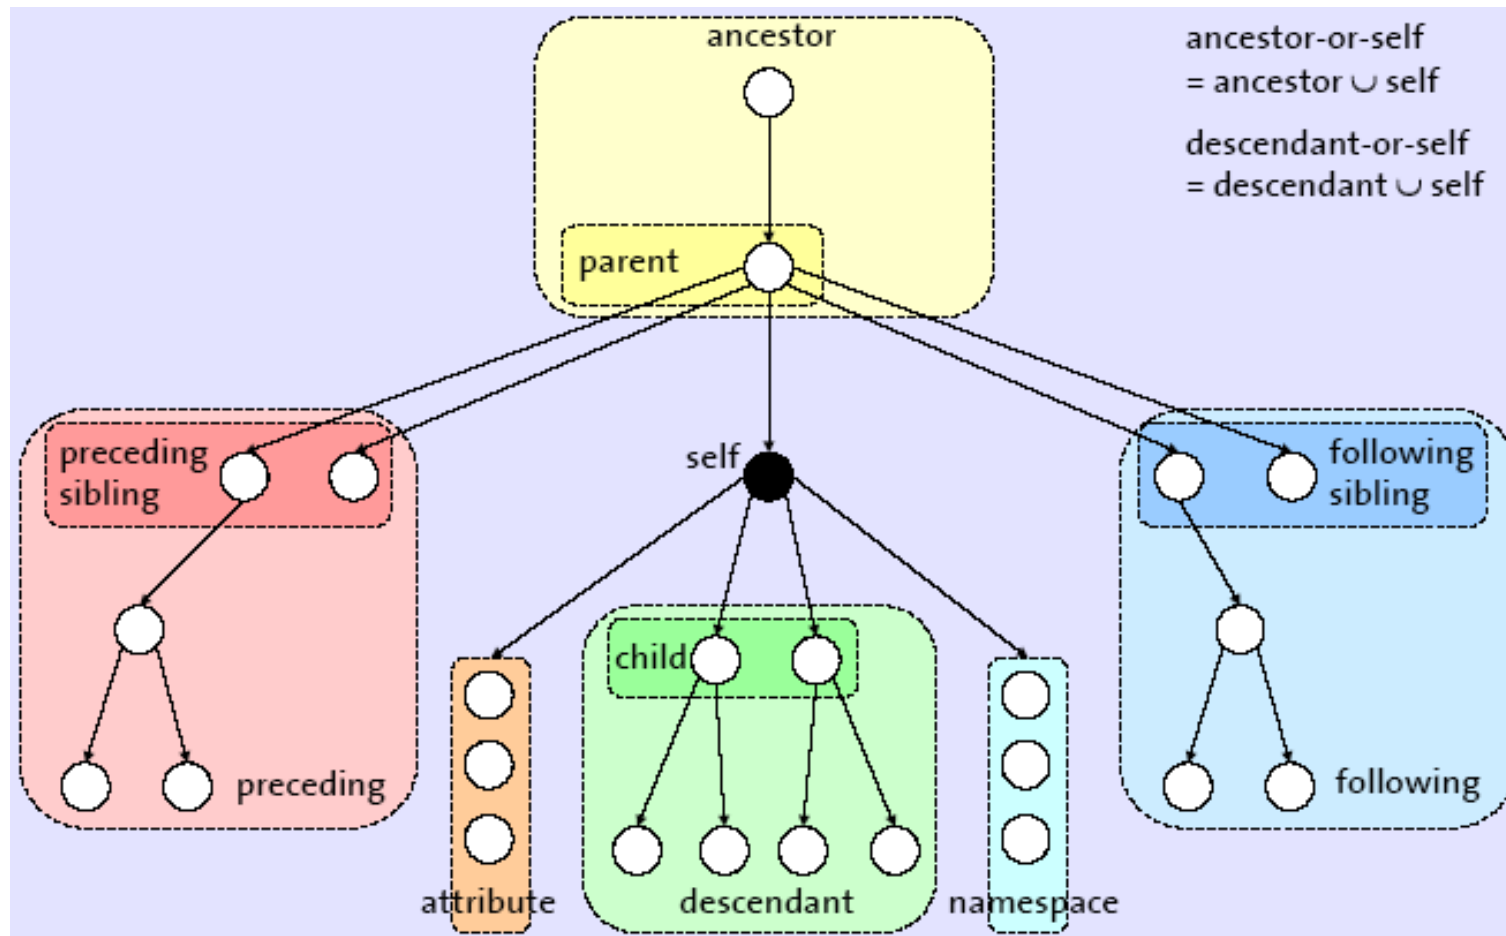 ancestor
ancestor-or-self
= ancestor ∪ self
descendant-or-self
= descendant ∪ self
parent
preceding
sibling
self
following
sibling
child
preceding
following
attribute
descendant
namespace